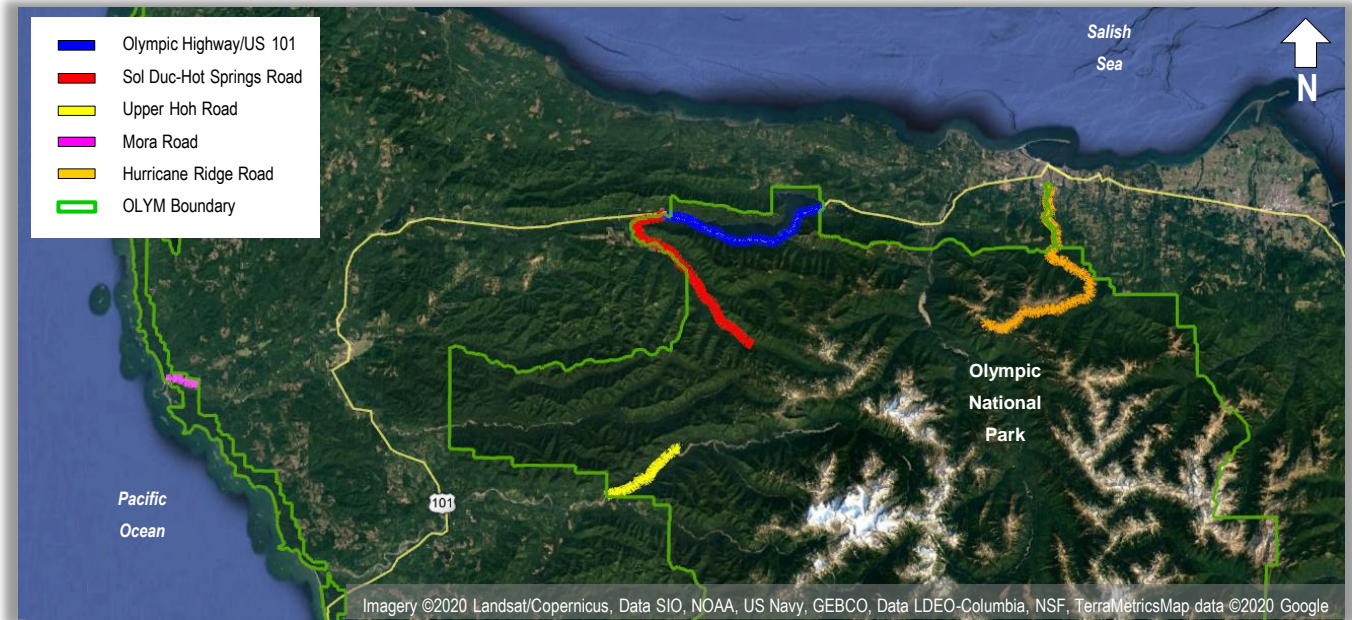 Olympic Highway/US 101
Sol Duc-Hot Springs Road
Upper Hoh Road
Mora Road
Hurricane Ridge Road
OLYM Boundary
Salish
Sea
N
Olympic
National
Park
Pacific
Ocean
101
Imagery ©2020 Landsat/Copernicus, Data SIO, NOAA, US Navy, GEBCO, Data LDEO-Columbia, NSF, TerraMetricsMap data ©2020 Google